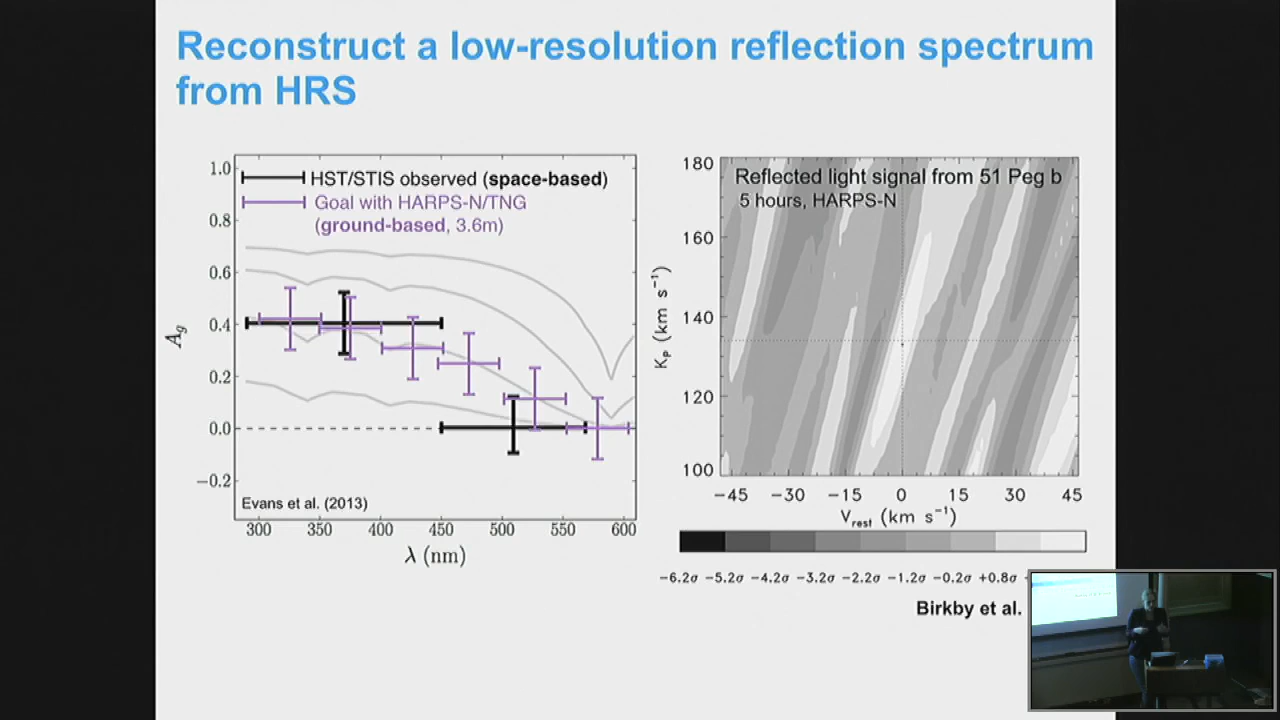 Reconstruct a low-resolution reflection spectrum
from HRS
1.0
0.8
0.6
0.4
0.2
0.0
−0.2
A_g
HST/STIS observed (space-based)
Goal with HARPS-N/TNG
(ground-based, 3.6m)
Evans et al. (2013)
300 350 400 450 500 550 600
λ (nm)
180
160
140
120
100
K_P (km s⁻¹)
Reflected light signal from 51 Peg b
5 hours, HARPS-N
−45 −30 −15 0 15 30 45
V_rest (km s⁻¹)
−6.2σ −5.2σ −4.2σ −3.2σ −2.2σ −1.2σ −0.2σ +0.8σ
Birkby et al.